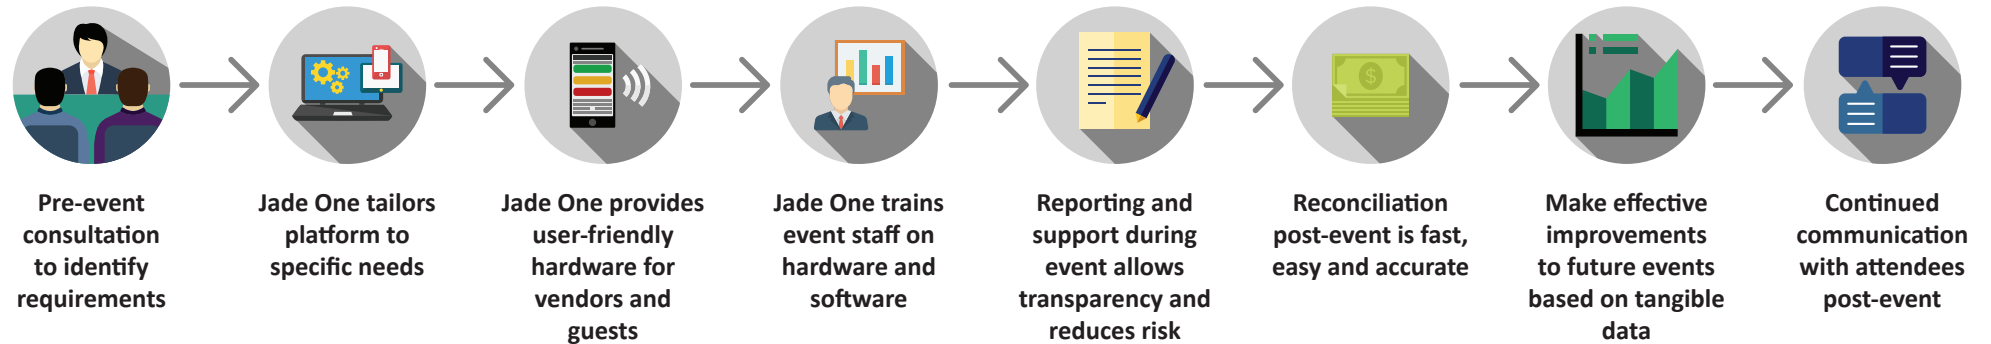 Pre-event
consultation
to identify
requirements
Jade One tailors
platform to
specific needs
Jade One provides
user-friendly
hardware for
vendors and
guests
Jade One trains
event staff on
hardware and
software
Reporting and
support during
event allows
transparency and
reduces risk
$
Reconciliation
post-event is fast,
easy and accurate
Make effective
improvements
to future events
based on tangible
data
Continued
communication
with attendees
post-event